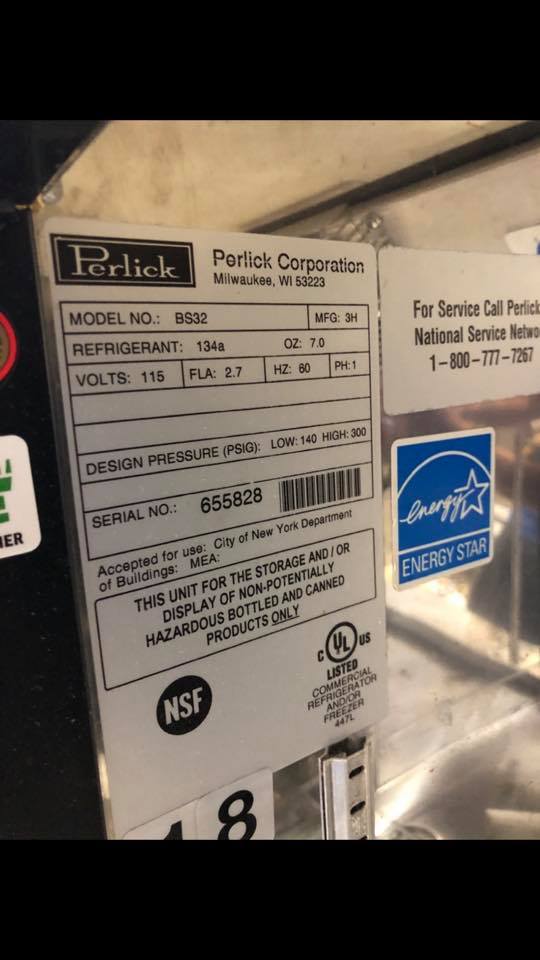 Perlick
Perlick Corporation
Milwaukee, WI 53223
MODEL NO.: BS32 MFG: 3H
REFRIGERANT: 134a OZ: 7.0
VOLTS: 115 FLA: 2.7 HZ: 60 PH:1
DESIGN PRESSURE (PSIG): LOW: 140 HIGH: 300
SERIAL NO.: 655828
Accepted for use: City of New York Department
of Buildings: MEA:
THIS UNIT FOR THE STORAGE AND / OR
DISPLAY OF NON-POTENTIALLY
HAZARDOUS BOTTLED AND CANNED
PRODUCTS ONLY
NSF
C UL US
LISTED
COMMERCIAL
REFRIGERATOR
AND/OR
FREEZER
447L
For Service Call Perlick
National Service
1-800-777-7267
energy
ENERGY STAR
8